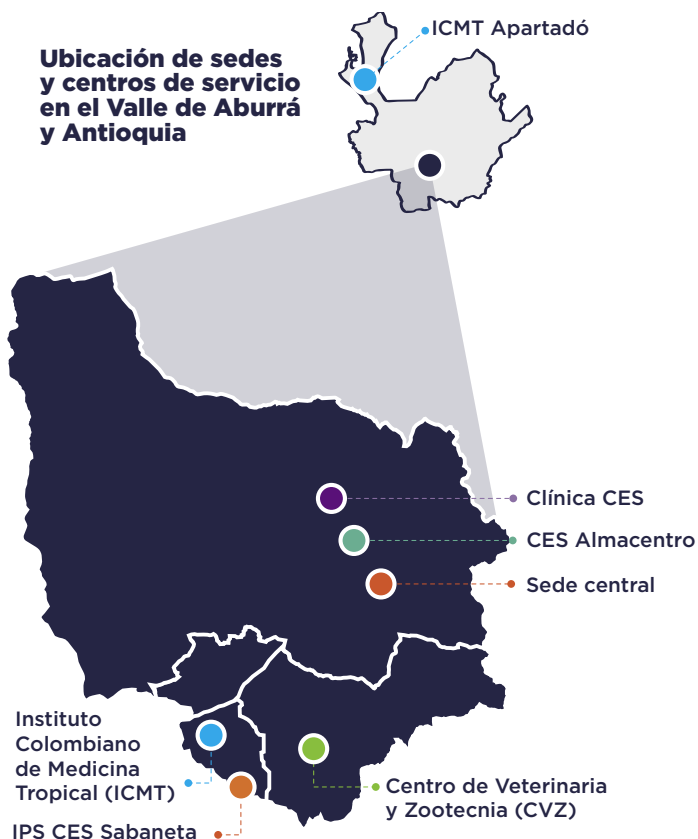 Ubicación de sedes
y centros de servicio
en el Valle de Aburrá
y Antioquia
ICMT Apartadó
Clínica CES
CES Almacentro
Sede central
Instituto
Colombiano
de Medicina
Tropical (ICMT)
IPS CES Sabaneta
Centro de Veterinaria
y Zootecnia (CVZ)